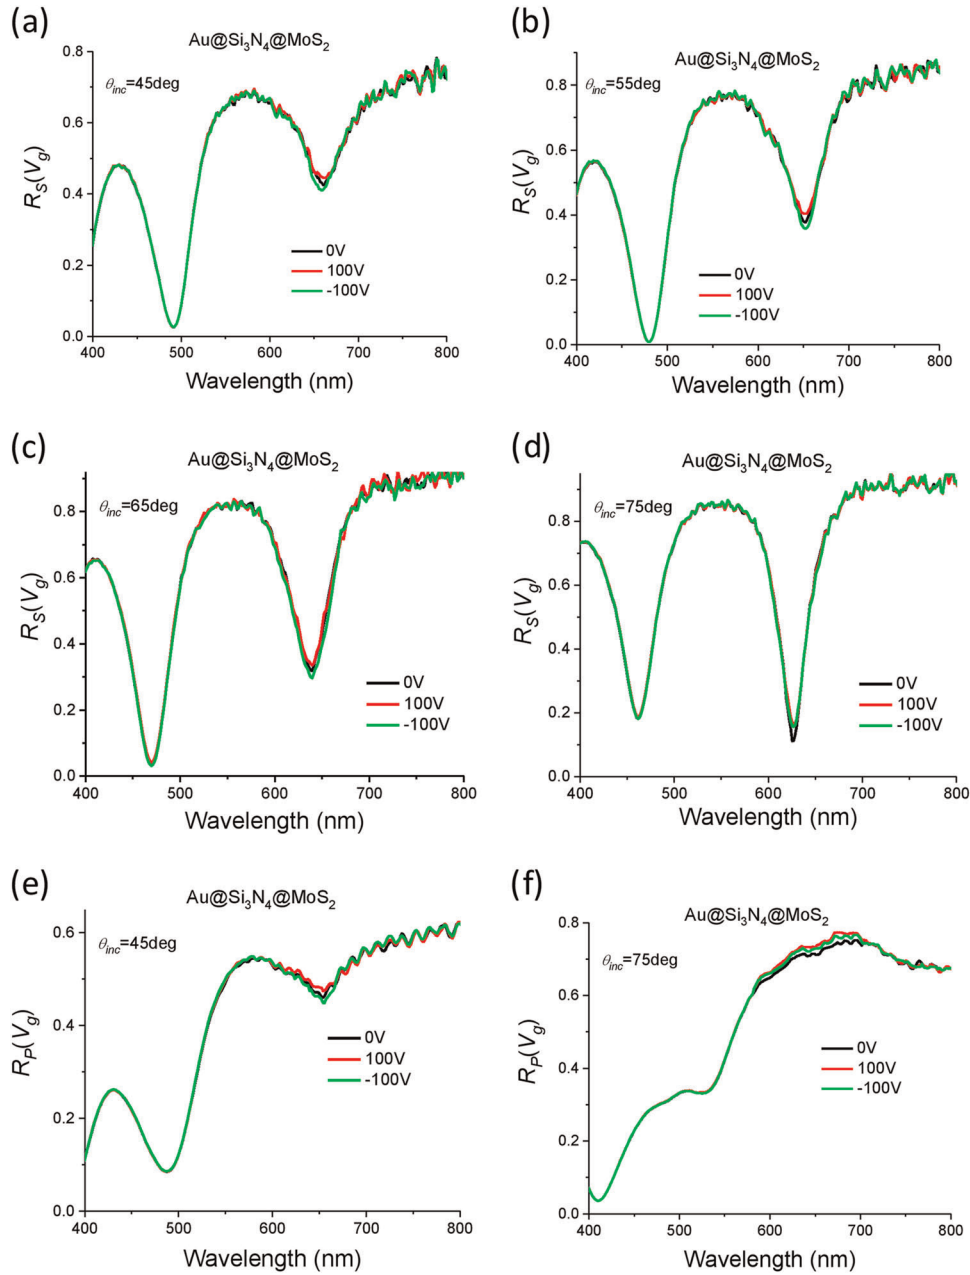 (a)
Au@Si₃N₄@MoS₂
θinc=45deg
0.8
0.6
0.4
0.2
0.0
RS(Vg)
0V
100V
-100V
400 500 600 700 800
Wavelength (nm)
(b)
Au@Si₃N₄@MoS₂
θinc=55deg
0.8
0.6
0.4
0.2
0.0
RS(Vg)
0V
100V
-100V
400 500 600 700 800
Wavelength (nm)
(c)
Au@Si₃N₄@MoS₂
θinc=65deg
0.8
0.6
0.4
0.2
0.0
RS(Vg)
0V
100V
-100V
400 500 600 700 800
Wavelength (nm)
(d)
Au@Si₃N₄@MoS₂
θinc=75deg
0.8
0.6
0.4
0.2
0.0
RS(Vg)
0V
100V
-100V
400 500 600 700 800
Wavelength (nm)
(e)
Au@Si₃N₄@MoS₂
θinc=45deg
0.6
0.4
0.2
0.0
RP(Vg)
0V
100V
-100V
400 500 600 700 800
Wavelength (nm)
(f)
Au@Si₃N₄@MoS₂
θinc=75deg
0.8
0.6
0.4
0.2
0.0
RP(Vg)
0V
100V
-100V
400 500 600 700 800
Wavelength (nm)